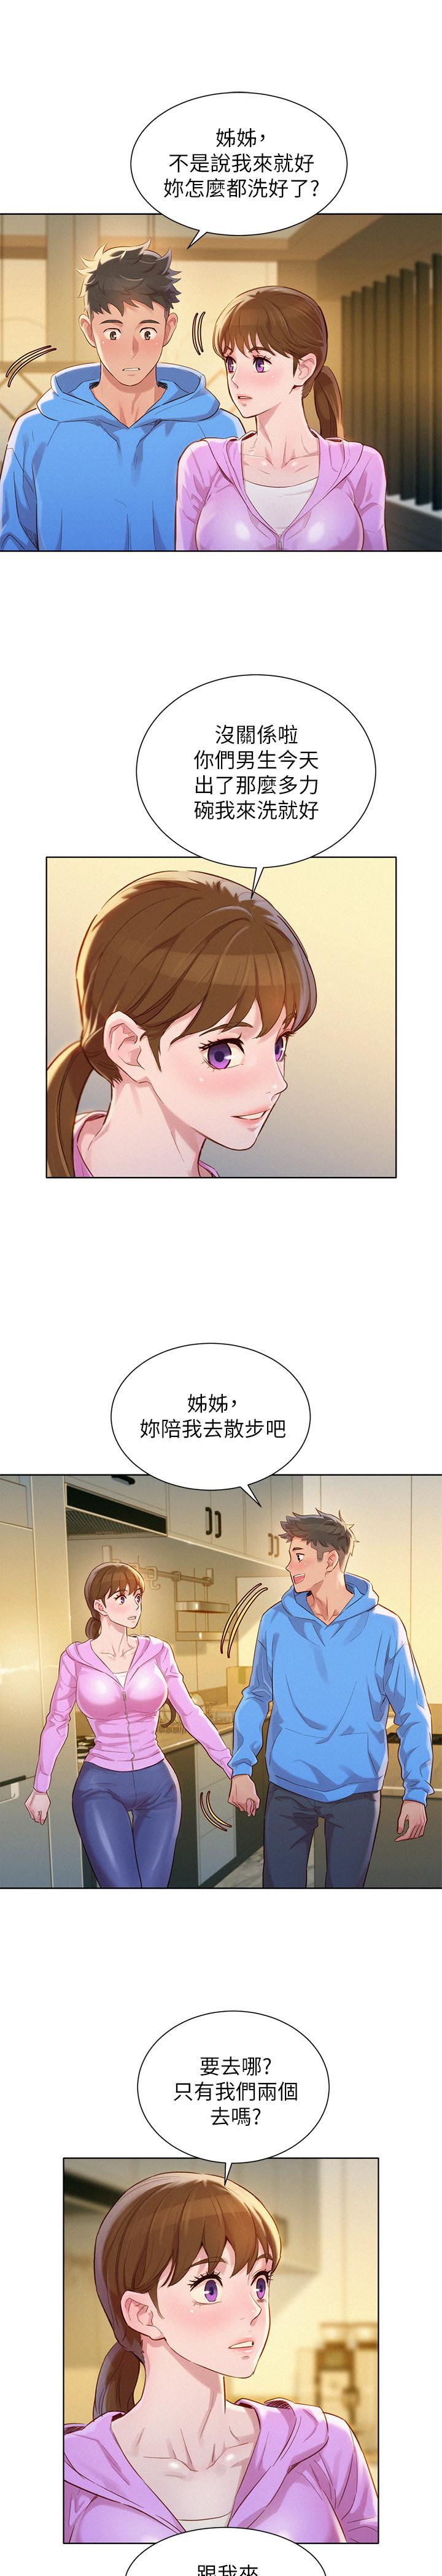 姊姊，
不是說我來就好
妳怎麼都洗好了?
沒關係啦
你們男生今天
出了那麼多力
碗我來洗就好
姊姊，
妳陪我去散步吧
要去哪?
只有我們兩個
去嗎?
跟我來